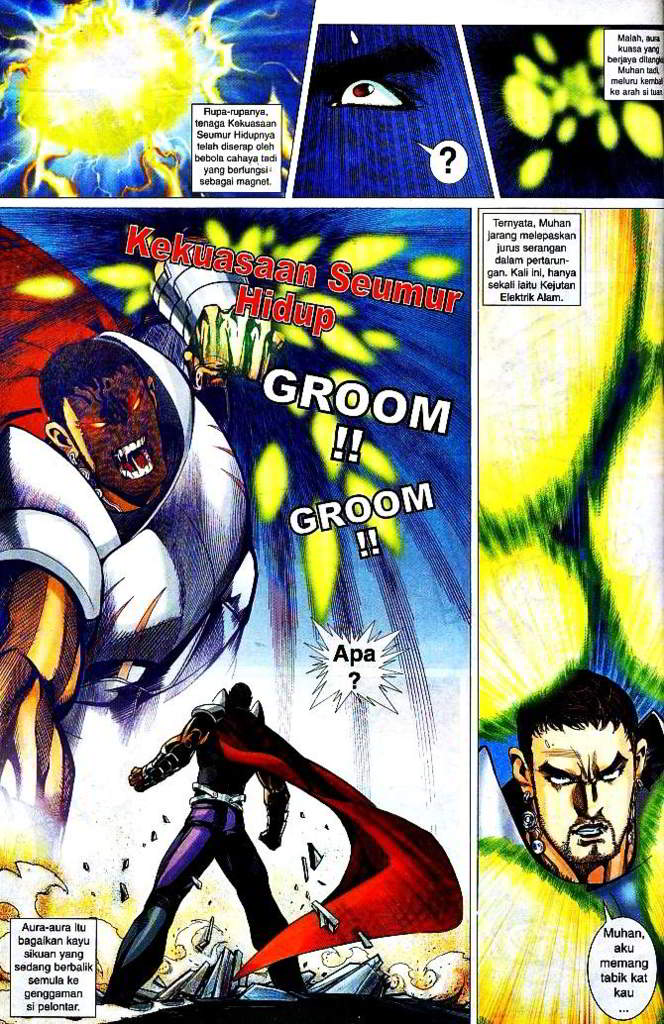 Rupa-rupanya,
tenaga Kekuasaan
Seumur Hidupnya
telah diserap oleh
bebola cahaya tadi
yang berfungsi
sebagai magnet.
?
Malah, aura
kuasa yang
berjaya
Muhan tadi,
meluru kembali
ke arah si tuan
Kekuasaan Seumur
Hidup
GROOM
!!
GROOM
!!
Apa
?
Aura-aura itu
bagaikan kayu
sikuan yang
sedang berbalik
semula ke
genggaman
si pelontar.
Ternyata, Muhan
jarang melepaskan
jurus serangan
dalam pertarun-
gan. Kali ini, hanya
sekali iaitu Kejutan
Elektrik Alam.
Muhan,
aku
memang
tabik kat
kau
...